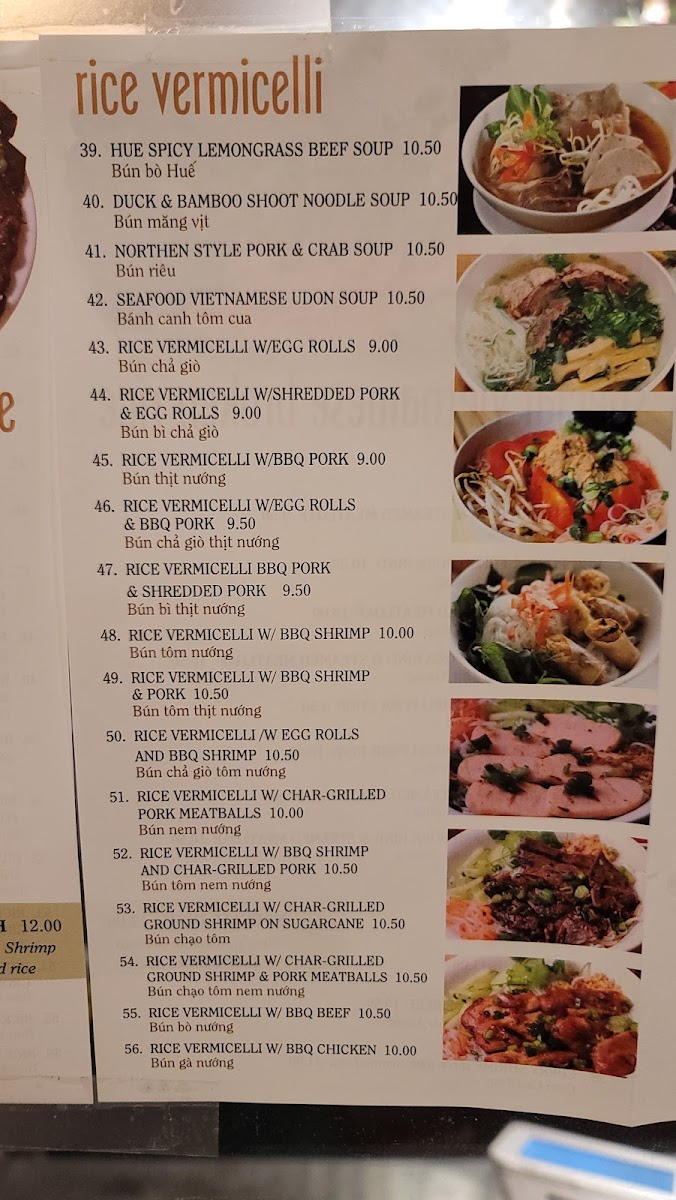 rice vermicelli
39. HUE SPICY LEMONGRASS BEEF SOUP 10.50
Bún bò Huế
40. DUCK & BAMBOO SHOOT NOODLE SOUP 10.50
Bún măng vịt
41. NORTHEN STYLE PORK & CRAB SOUP 10.50
Bún riêu
42. SEAFOOD VIETNAMESE UDON SOUP 10.50
Bánh canh tôm cua
43. RICE VERMICELLI W/EGG ROLLS 9.00
Bún chả giò
44. RICE VERMICELLI W/SHREDDED PORK
& EGG ROLLS 9.00
Bún bì chả giò
45. RICE VERMICELLI W/BBQ PORK 9.00
Bún thịt nướng
46. RICE VERMICELLI W/EGG ROLLS
& BBQ PORK 9.50
Bún chả giò thịt nướng
47. RICE VERMICELLI BBQ PORK
& SHREDDED PORK 9.50
Bún bì thịt nướng
48. RICE VERMICELLI W/ BBQ SHRIMP 10.00
Bún tôm nướng
49. RICE VERMICELLI W/ BBQ SHRIMP
& PORK 10.50
Bún tôm thịt nướng
50. RICE VERMICELLI /W EGG ROLLS
AND BBQ SHRIMP 10.50
Bún chả giò tôm nướng
51. RICE VERMICELLI W/ CHAR-GRILLED
PORK MEATBALLS 10.00
Bún nem nướng
52. RICE VERMICELLI W/ BBQ SHRIMP
AND CHAR-GRILLED PORK 10.50
Bún tôm nem nướng
53. RICE VERMICELLI W/ CHAR-GRILLED
GROUND SHRIMP ON SUGARCANE 10.50
Bún chạo tôm
54. RICE VERMICELLI W/ CHAR-GRILLED
GROUND SHRIMP & PORK MEATBALLS 10.50
Bún chạo tôm nem nướng
55. RICE VERMICELLI W/ BBQ BEEF 10.50
Bún bò nướng
56. RICE VERMICELLI W/ BBQ CHICKEN 10.00
Bún gà nướng
e
H 12.00
Shrimp
d rice